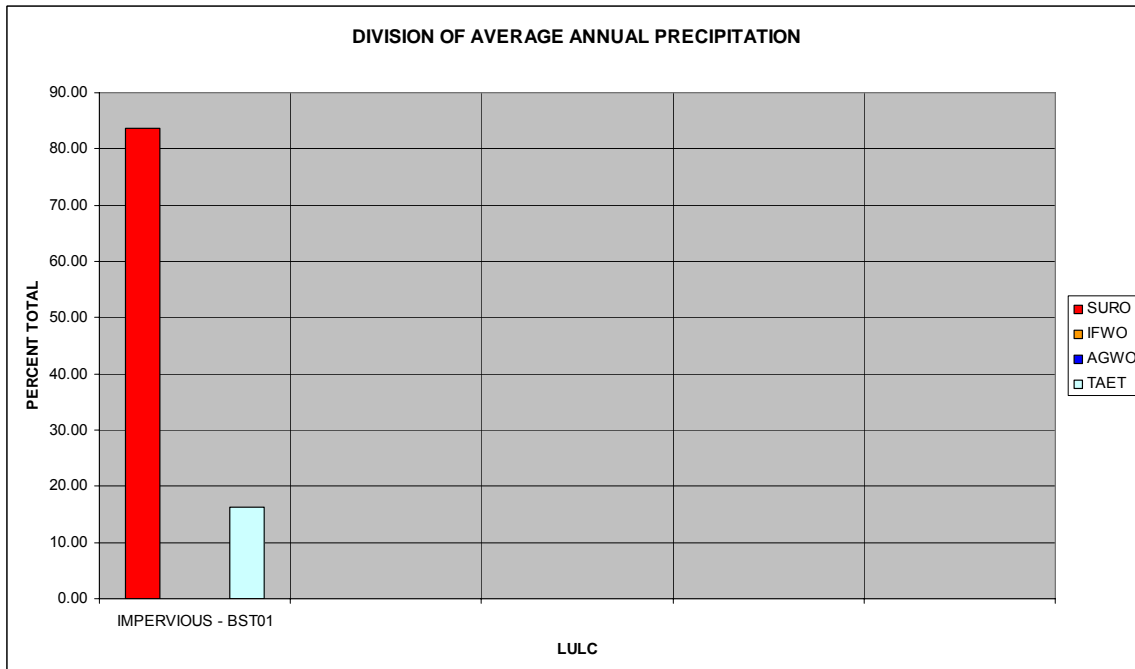 DIVISION OF AVERAGE ANNUAL PRECIPITATION
90.00
80.00
70.00
60.00
50.00
40.00
30.00
20.00
10.00
0.00
PERCENT TOTAL
IMPERVIOUS - BST01
LULC
SURO
IFWO
AGWO
TAET